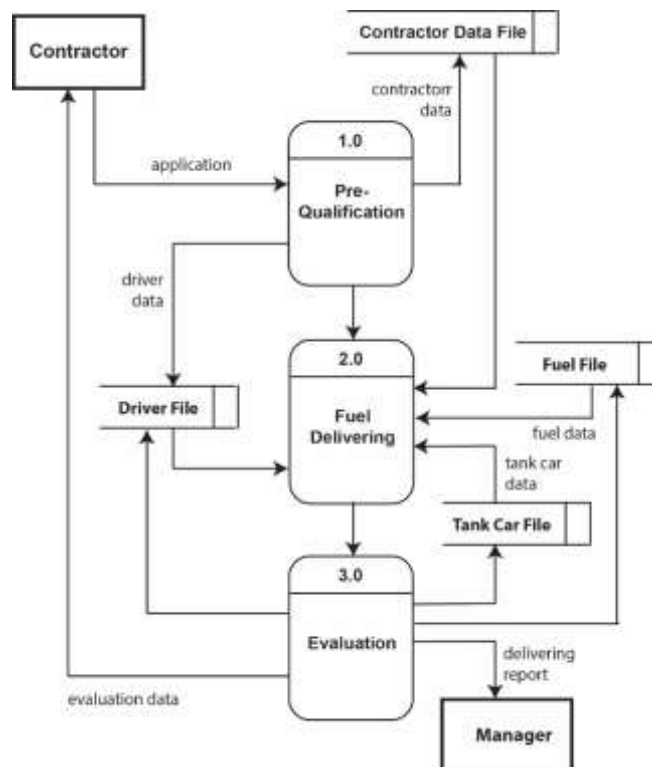 Contractor
Contractor Data File
contractorr
data
1.0
application
Pre-
Qualification
driver
data
2.0
Fuel File
Driver File
Fuel
Delivering
fuel data
tank car
data
Tank Car File
3.0
Evaluation
delivering
report
evaluation data
Manager